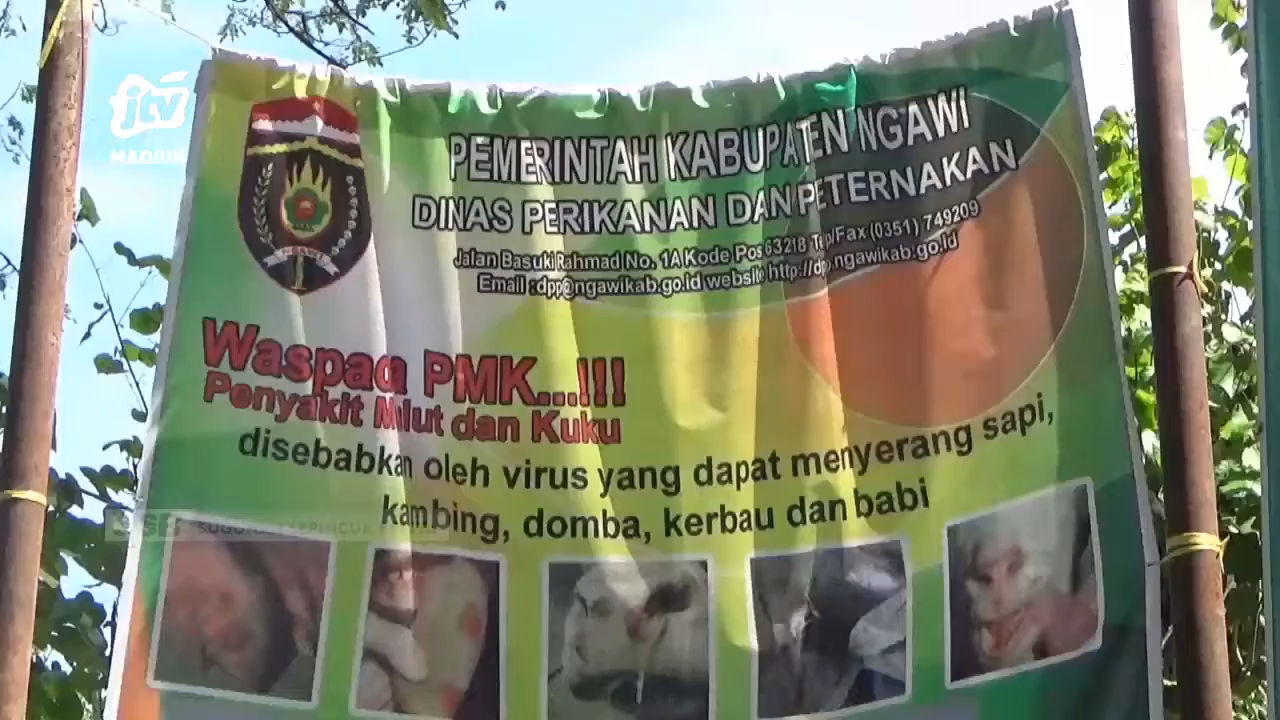 jtv
MADIUN
NGAWI
PEMERINTAH KABUPATEN NGAWI
DINAS PERIKANAN DAN PETERNAKAN
Jalan Basuki Rahmad No. 1A Kode Pos 63218 Telp/Fax (0351) 749209
Email :dpp@ngawikab.go.id website http://dpp.ngawikab.go.id
Waspada PMK...!!!
Penyakit Mulut dan Kuku
disebabkan oleh virus yang dapat menyerang sapi,
kambing, domba, kerbau dan babi